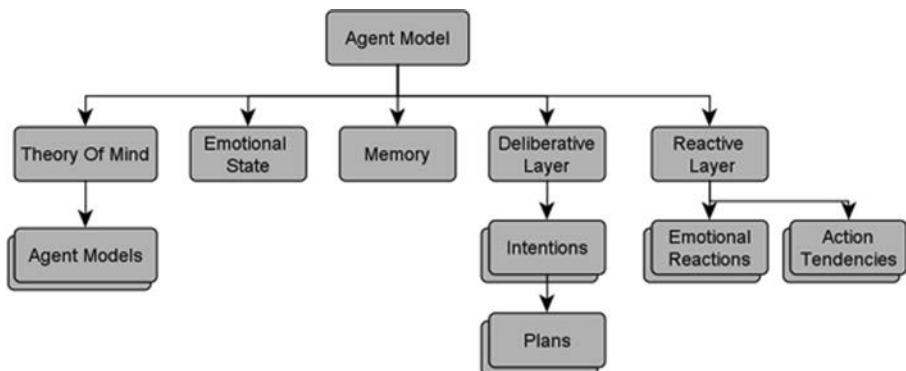 Agent Model
Theory Of Mind
Emotional
State
Memory
Deliberative
Layer
Reactive
Layer
Agent Models
Intentions
Emotional
Reactions
Action
Tendencies
Plans